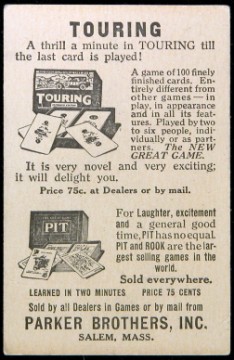 TOURING
A thrill a minute in TOURING till
the last card is played!
A game of 100 finely
finished cards. En-
tirely different from
other games — in
play, in appearance
and in all its feat-
ures. Played by two
to six people, indi-
vidually or as part-
ners. The NEW
GREAT GAME.
TOURING
It is very novel and very exciting;
it will delight you.
Price 75c. at Dealers or by mail.
PIT
For Laughter, excitement
and a general good
time, PIT has no equal.
PIT and ROOK are the lar-
gest selling games in the
world.
Sold everywhere.
LEARNED IN TWO MINUTES PRICE 75 CENTS
Sold by all Dealers in Games or by mail from
PARKER BROTHERS, INC.
SALEM, MASS.